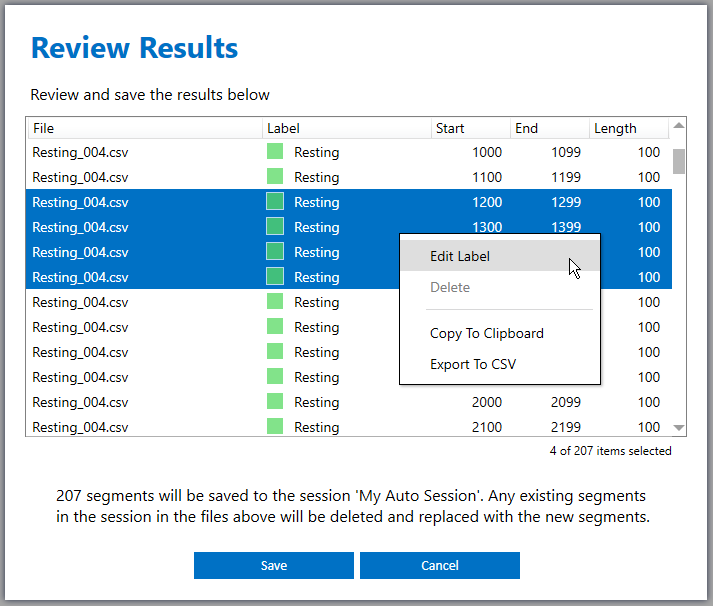 Review Results
Review and save the results below
File Label Start End Length
Resting_004.csv Resting 1000 1099 100
Resting_004.csv Resting 1100 1199 100
Resting_004.csv Resting 1200 1299 100
Resting_004.csv Resting 1300 1399 100
Resting_004.csv Resting 100
Resting_004.csv Resting 100
Resting_004.csv Resting 100
Resting_004.csv Resting 100
Resting_004.csv Resting 100
Resting_004.csv Resting 100
Resting_004.csv Resting 2000 2099 100
Resting_004.csv Resting 2100 2199 100
Edit Label
Delete
Copy To Clipboard
Export To CSV
4 of 207 items selected
207 segments will be saved to the session 'My Auto Session'. Any existing segments
in the session in the files above will be deleted and replaced with the new segments.
Save Cancel